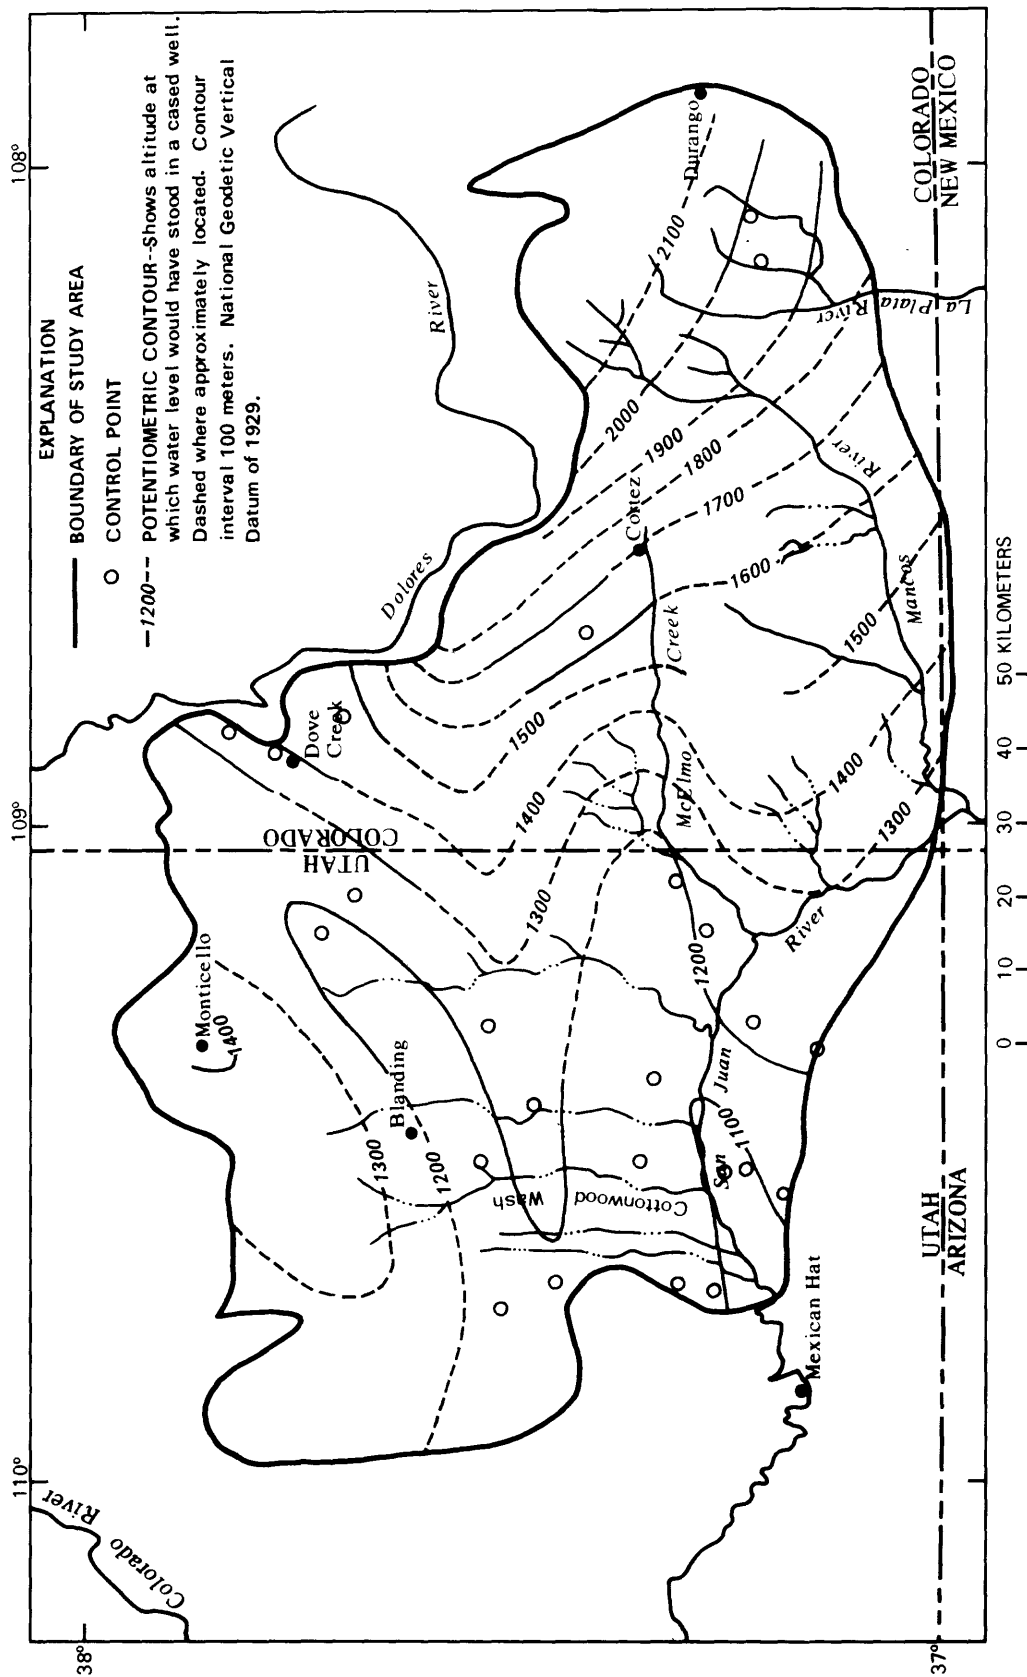 EXPLANATION
BOUNDARY OF STUDY AREA
CONTROL POINT
—1200--- POTENTIOMETRIC CONTOUR--Shows altitude at
which water level would have stood in a cased well.
Dashed where approximately located. Contour
interval 100 meters. National Geodetic Vertical
Datum of 1929.
110°
109°
108°
38°
37°
Colorado River
Dolores
River
Monticello
1400
Blanding
1300
1200
UTAH
COLORADO
Dove
Creek
1500
1400
1300
Cortez
2100
2000
1900
1800
1700
1600
1500
1400
1300
1200
1100
Durango
La Plata River
River
Mancos
River
McElmo
Creek
San
Juan
River
Cottonwood
Wash
Mexican Hat
UTAH
ARIZONA
COLORADO
NEW MEXICO
0
10
20
30
40
50 KILOMETERS